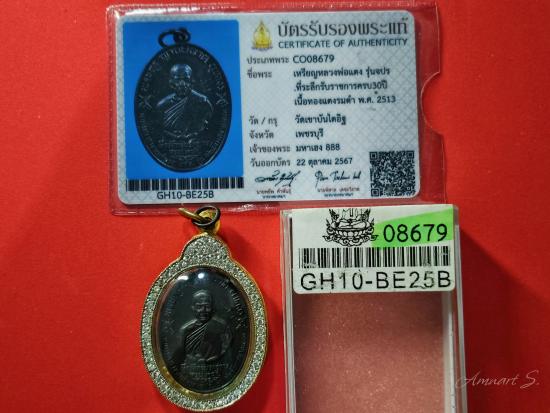 บัตรรับรองพระแท้
CERTIFICATE OF AUTHENTICITY
ประเภทพระ CO08679
ชื่อพระ เหรียญหลวงพ่อแดง รุ่นจปร
ที่ระลึกรับราชการครบ30ปี
เนื้อทองแดงรมดำ พ.ศ. 2513
วัด / กรุ วัดเขาบันไดอิฐ
จังหวัด เพชรบุรี
เจ้าของพระ มหาเฮง 888
วันออกบัตร 22 ตุลาคม 2567
GH10-BE25B
08679
GH10-BE25B
Amnart S.